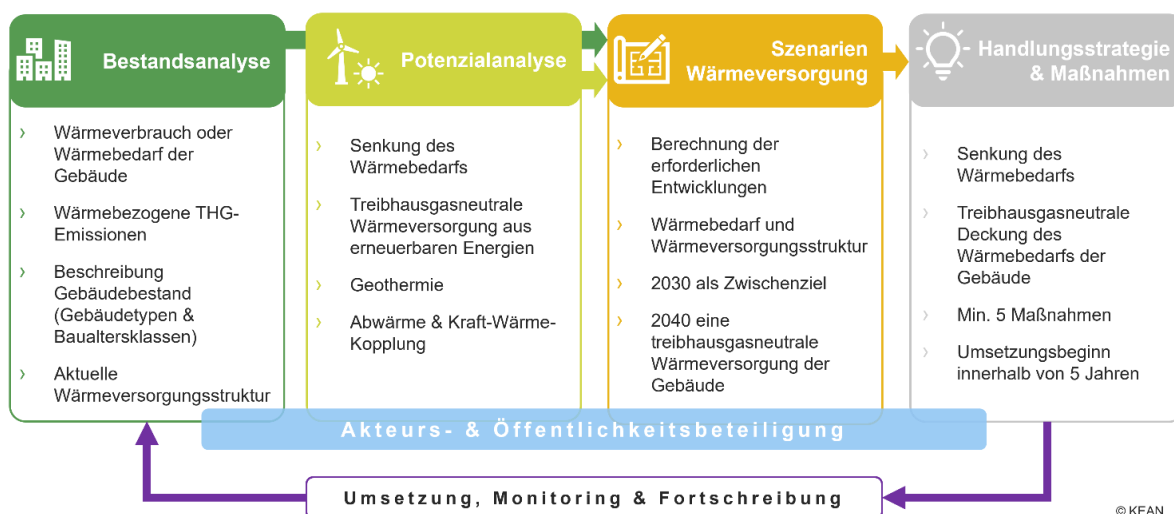 Bestandsanalyse
Wärmeverbrauch oder
Wärmebedarf der
Gebäude
Wärmebezogene THG-
Emissionen
Beschreibung
Gebäudebestand
(Gebäudetypen &
Baualtersklassen)
Aktuelle
Wärmeversorgungsstruktur
Potenzialanalyse
Senkung des
Wärmebedarfs
Treibhausgasneutrale
Wärmeversorgung aus
erneuerbaren Energien
Geothermie
Abwärme & Kraft-Wärme-
Kopplung
Szenarien
Wärmeversorgung
Berechnung der
erforderlichen
Entwicklungen
Wärmebedarf und
Wärmeversorgungsstruktur
2030 als Zwischenziel
2040 eine
treibhausgasneutrale
Wärmeversorgung der
Gebäude
Handlungsstrategie
& Maßnahmen
Senkung des
Wärmebedarfs
Treibhausgasneutrale
Deckung des
Wärmebedarfs der
Gebäude
Min. 5 Maßnahmen
Umsetzungsbeginn
innerhalb von 5 Jahren
Akteurs- & Öffentlichkeitsbeteiligung
Umsetzung, Monitoring & Fortschreibung
© KEAN